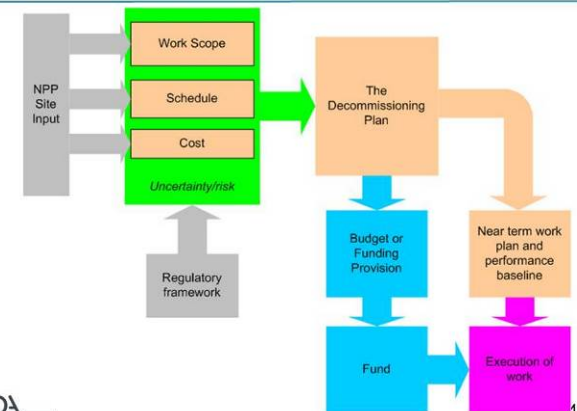 NPP
Site
Input
Work Scope
Schedule
Cost
Uncertainty/risk
Regulatory
framework
The
Decommissioning
Plan
Budget or
Funding
Provision
Fund
Near term work
plan and
performance
baseline
Execution of
work